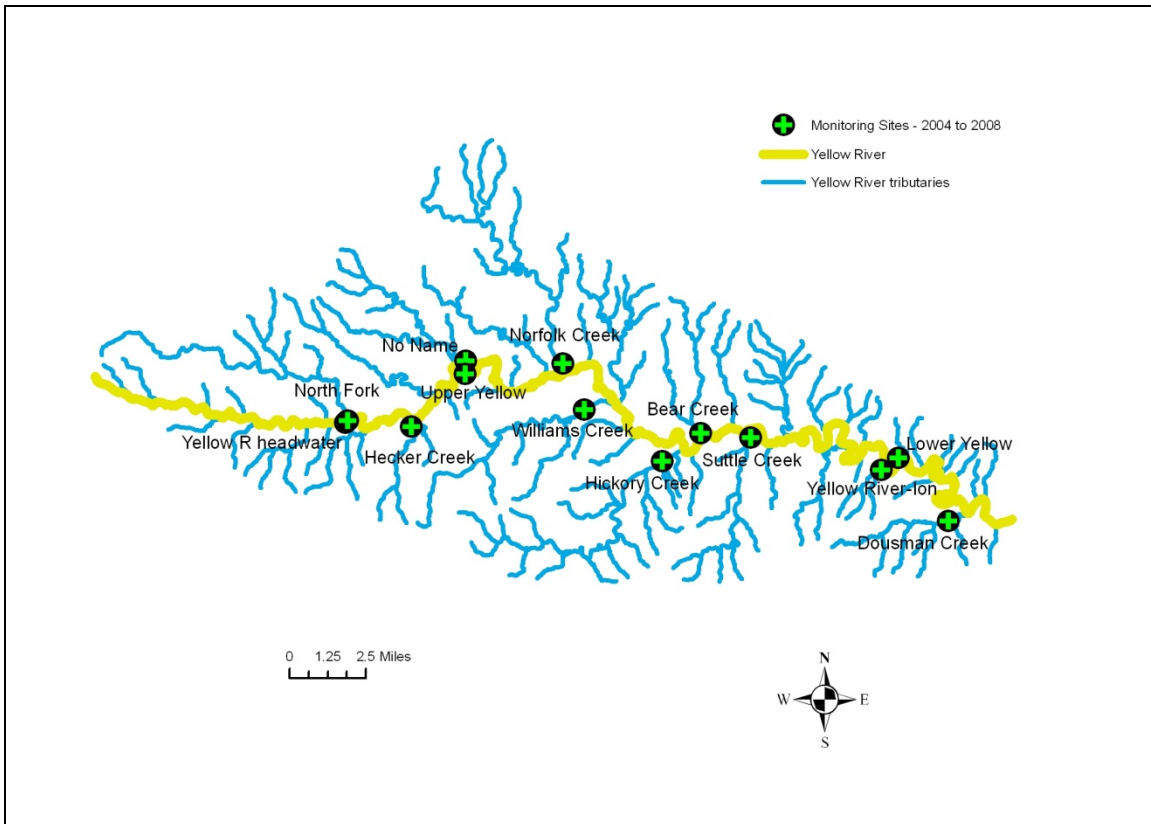 Monitoring Sites - 2004 to 2008
Yellow River
Yellow River tributaries
Norfolk Creek
No Name
Upper Yellow
North Fork
Yellow R headwater
Hecker Creek
Williams Creek
Bear Creek
Hickory Creek
Suttle Creek
Lower Yellow
Yellow River-Ion
Dousman Creek
0 1.25 2.5 Miles
N
W E
S